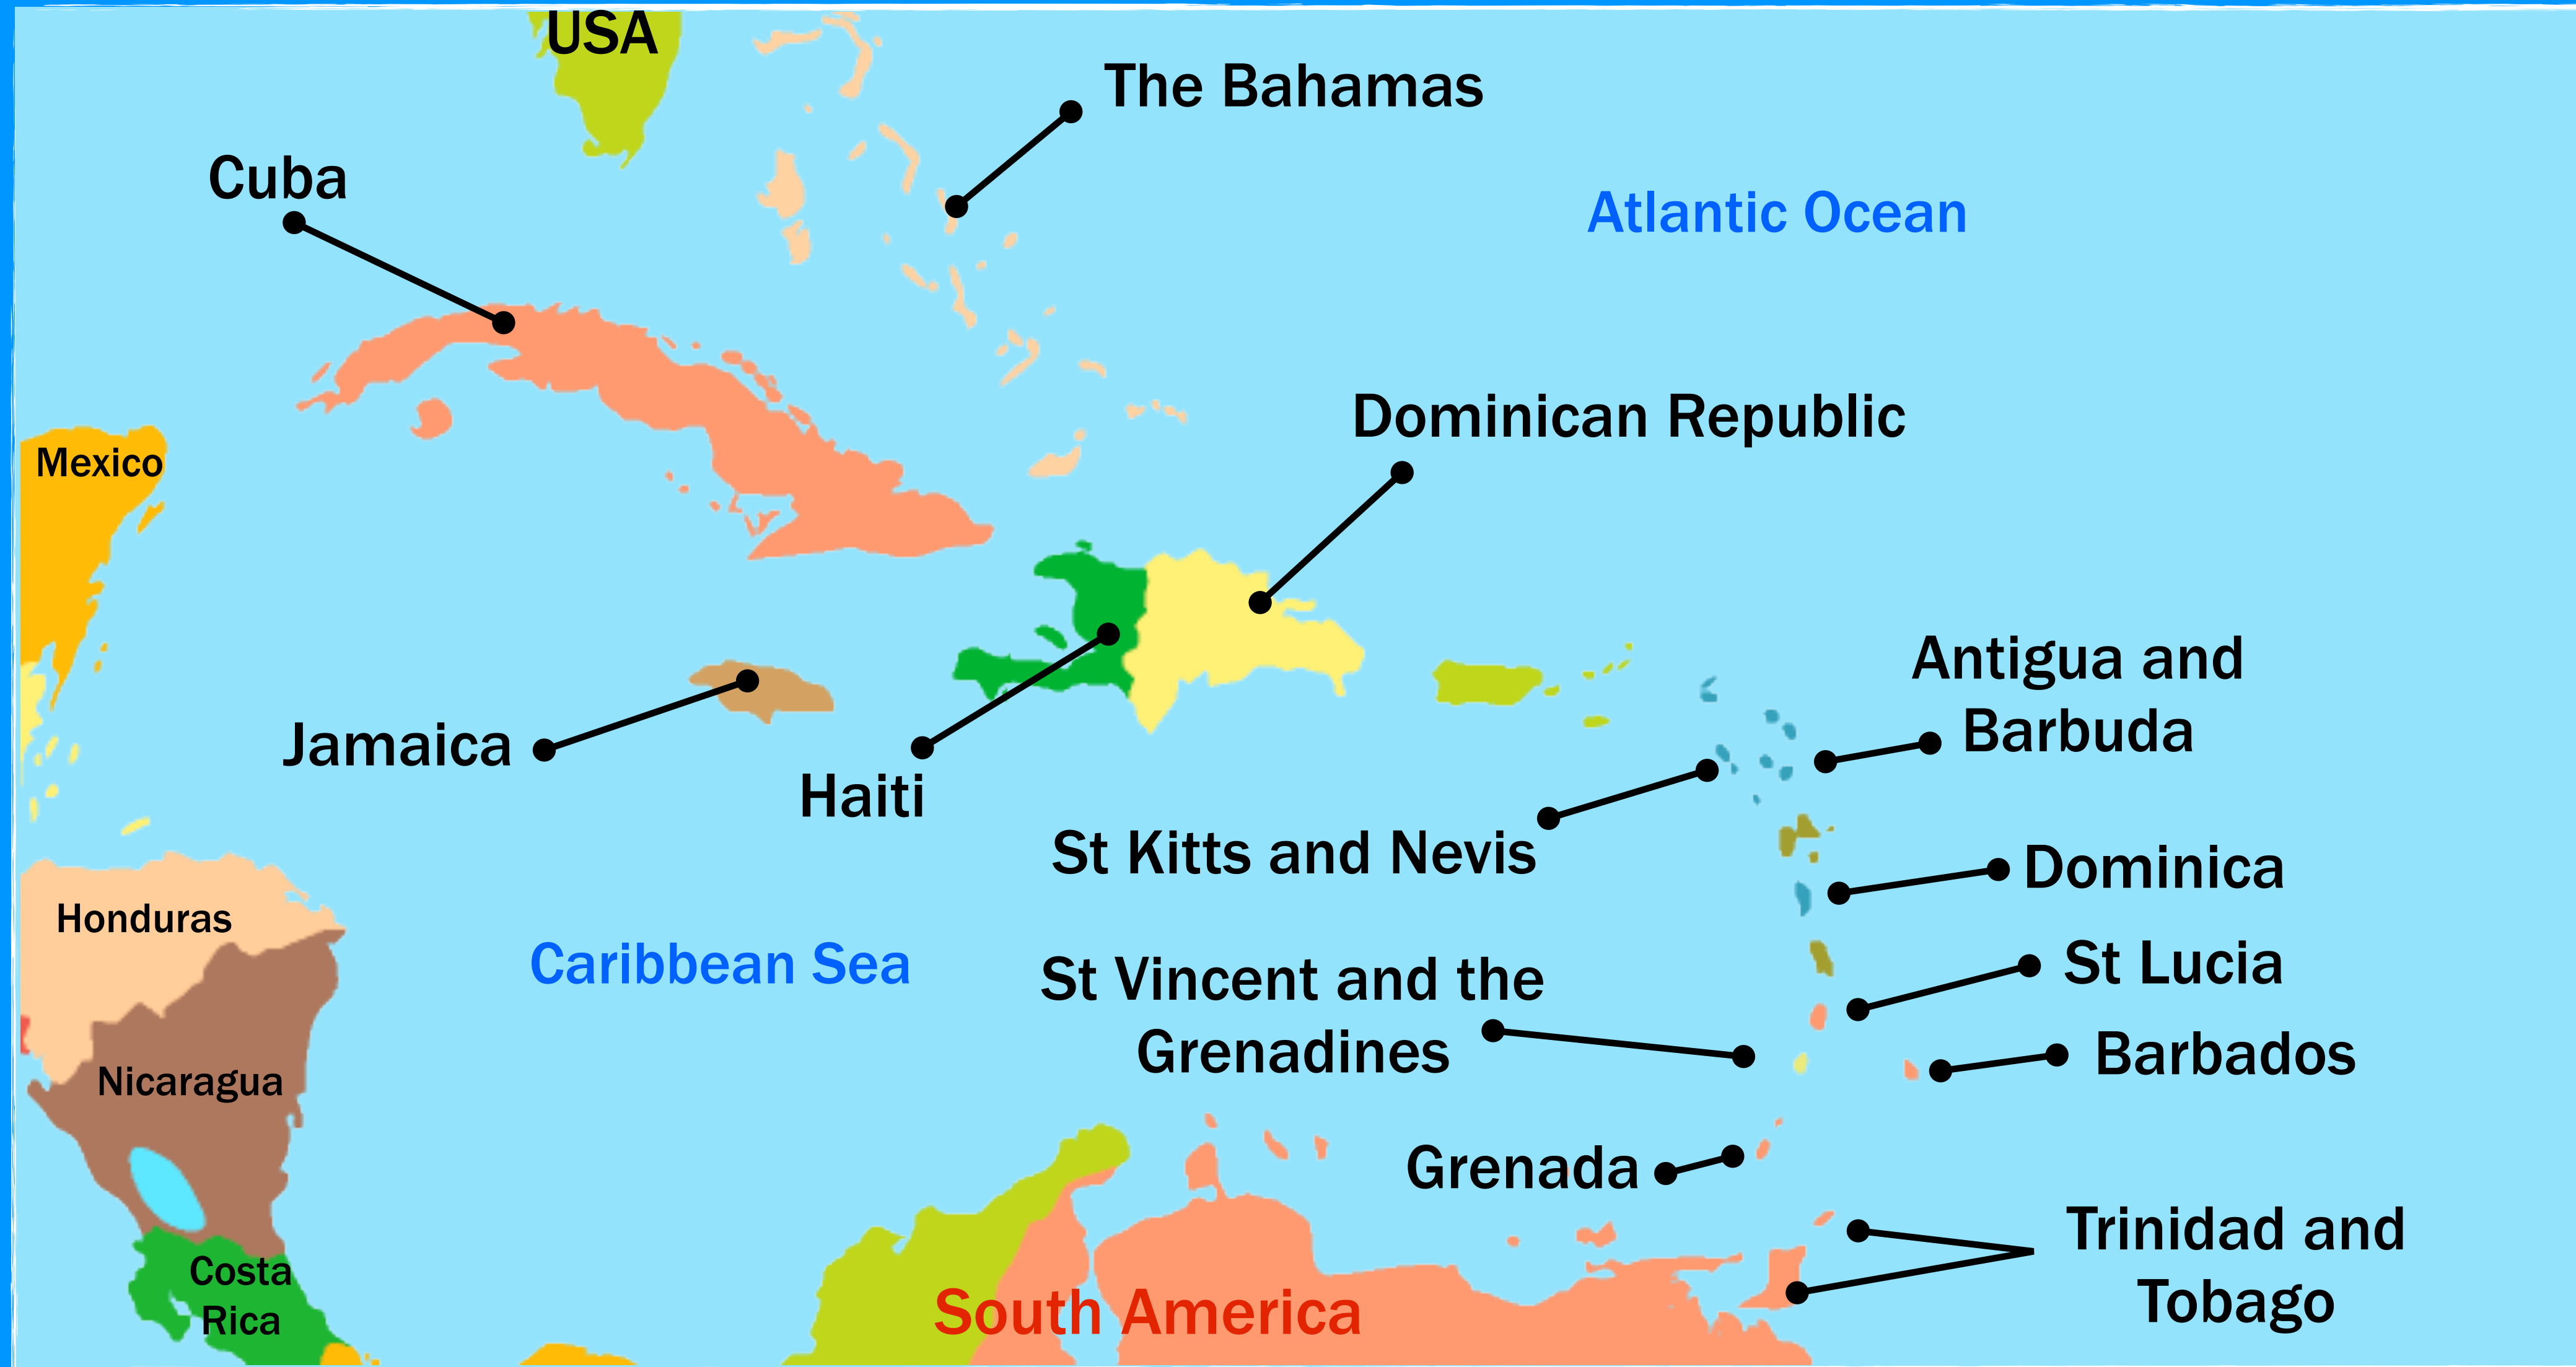 USA
The Bahamas
Cuba
Atlantic Ocean
Dominican Republic
Mexico
Antigua and
Barbuda
Jamaica
Haiti
St Kitts and Nevis
Dominica
Honduras
Caribbean Sea
St Vincent and the
Grenadines
St Lucia
Barbados
Nicaragua
Grenada
Trinidad and
Tobago
Costa
Rica
South America